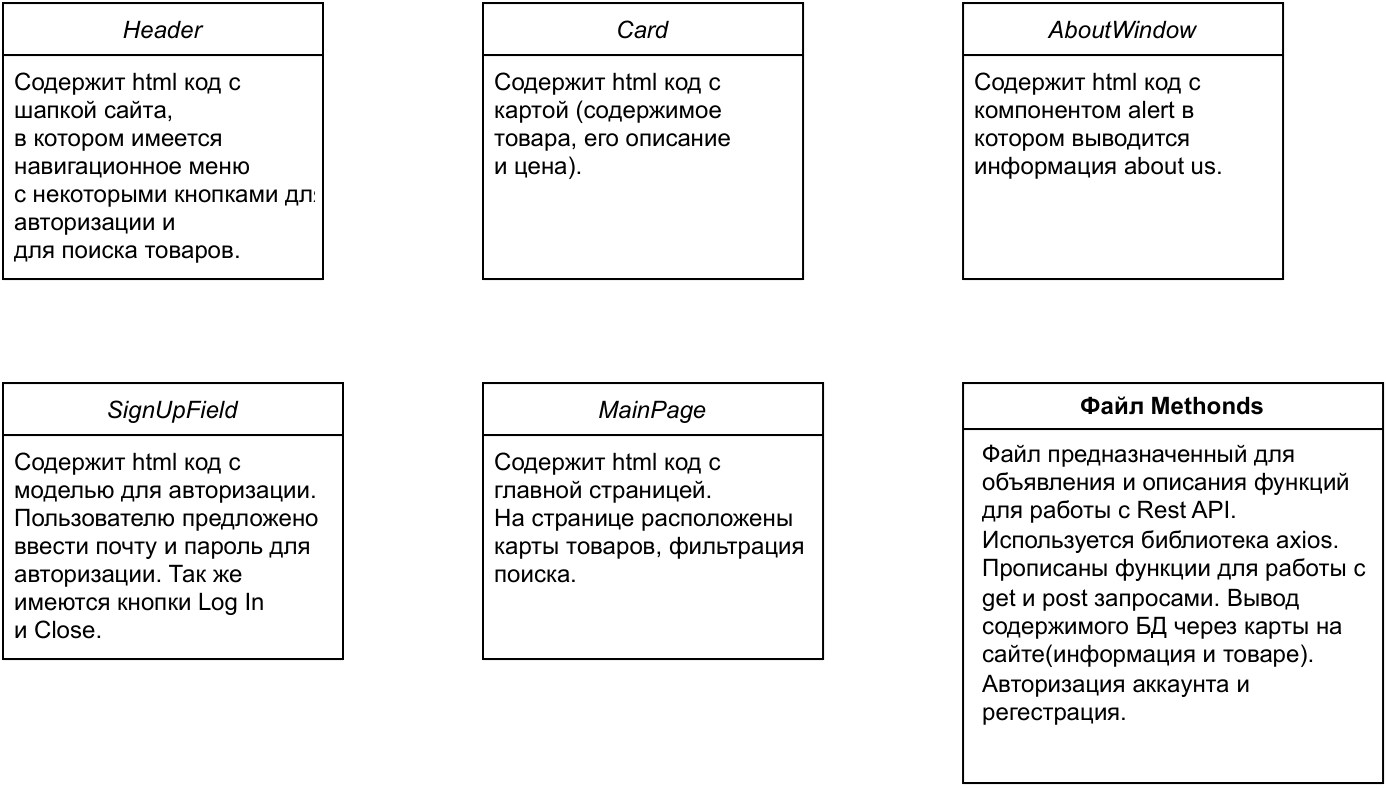 Header
Содержит html код с
шапкой сайта,
в котором имеется
навигационное меню
с некоторыми кнопками для
авторизации и
для поиска товаров.
Card
Содержит html код с
картой (содержимое
товара, его описание
и цена).
AboutWindow
Содержит html код с
компонентом alert в
котором выводится
информация about us.
SignUpField
Содержит html код с
моделью для авторизации.
Пользователю предложено
ввести почту и пароль для
авторизации. Так же
имеются кнопки Log In
и Close.
MainPage
Содержит html код с
главной страницей.
На странице расположены
карты товаров, фильтрация
поиска.
Файл Methonds
Файл предназначенный для
объявления и описания функций
для работы с Rest API.
Используется библиотека axios.
Прописаны функции для работы с
get и post запросами. Вывод
содержимого БД через карты на
сайте(информация и товаре).
Авторизация аккаунта и
регестрация.